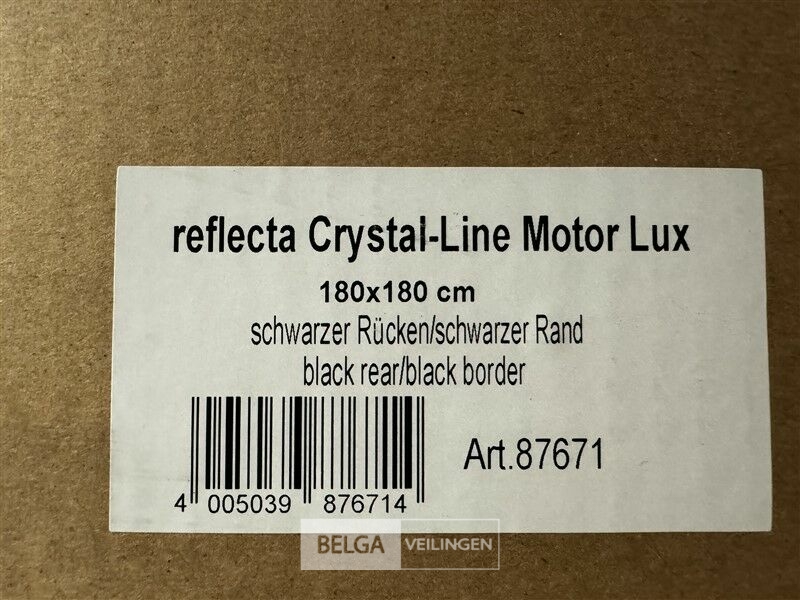 reflecta Crystal-Line Motor Lux
180x180 cm
schwarzer Rücken/schwarzer Rand
black rear/black border
Art.87671
4 005039 876714
BELGA VEILINGEN